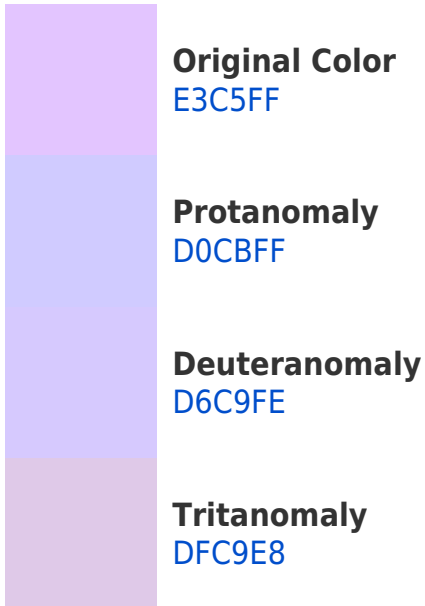 Original Color
E3C5FF
Protanomaly
D0CBFF
Deuteranomaly
D6C9FE
Tritanomaly
DFC9E8